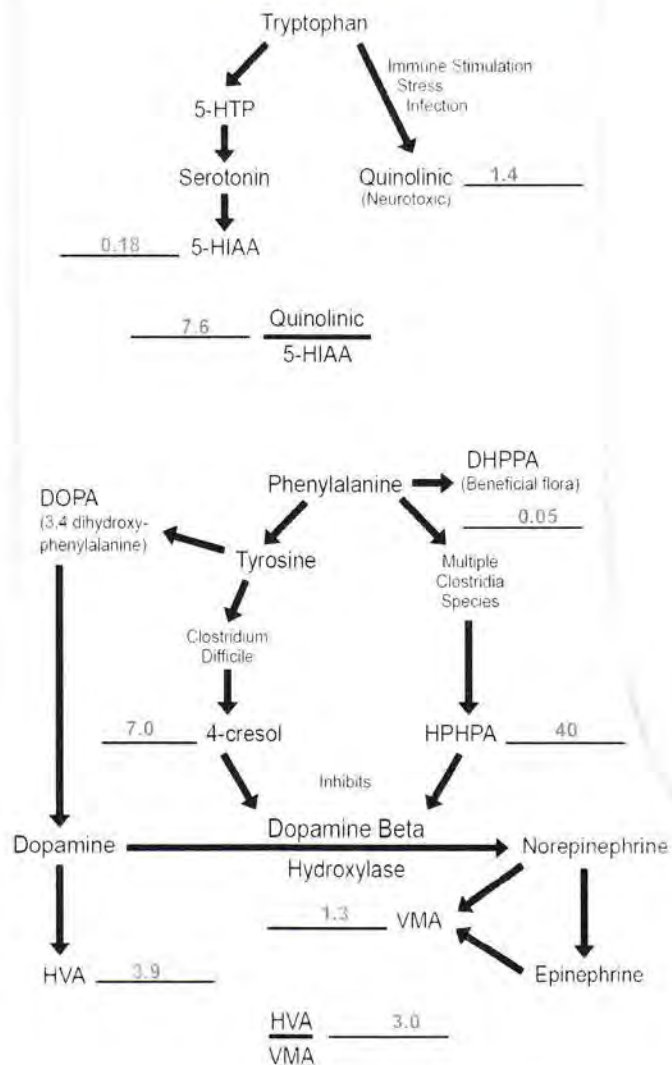 Tryptophan
Immune Stimulation
Stress
Infection
5-HTP
Serotonin
Quinolinic 1.4
(Neurotoxic)
0.18 5-HIAA
7.6 Quinolinic
5-HIAA
DHPPA
(Beneficial flora)
Phenylalanine
0.05
DOPA
(3,4 dihydroxy-
phenylalanine)
Tyrosine
Multiple
Clostridia
Species
Clostridium
Difficile
7.0 4-cresol
HPHPA 40
Inhibits
Dopamine Dopamine Beta Norepinephrine
Hydroxylase
1.3 VMA
HVA 3.9
Epinephrine
HVA 3.0
VMA